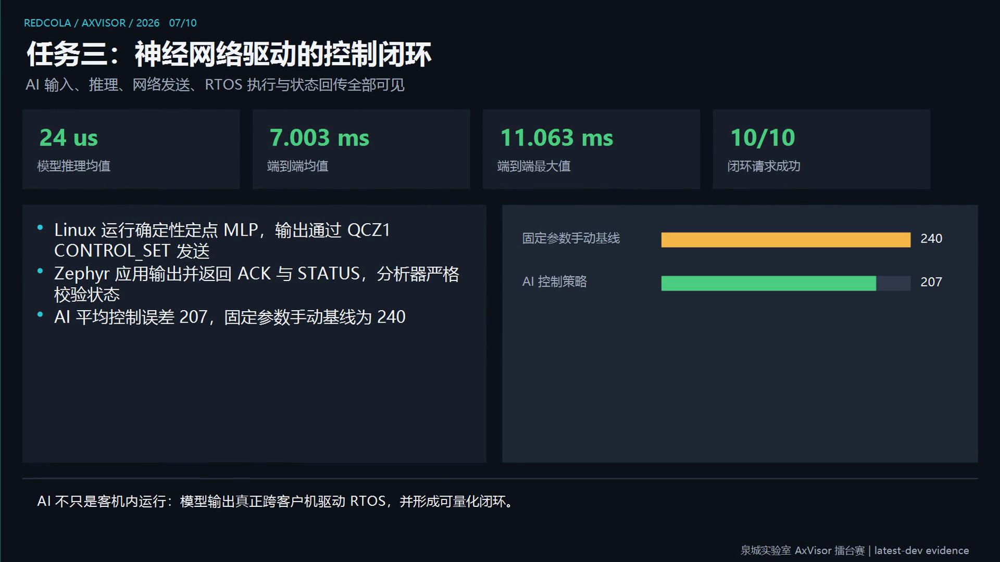 REDCOLA / AXVISOR / 2026 07/10
任务三：神经网络驱动的控制闭环
AI 输入、推理、网络发送、RTOS 执行与状态回传全部可见
24 us
模型推理均值
7.003 ms
端到端均值
11.063 ms
端到端最大值
10/10
闭环请求成功
• Linux 运行确定性定点 MLP，输出通过 QCZ1
CONTROL_SET 发送
• Zephyr 应用输出并返回 ACK 与 STATUS，分析器严格
校验状态
• AI 平均控制误差 207，固定参数手动基线为 240
固定参数手动基线 240
AI 控制策略 207
AI 不只是客机内运行：模型输出真正跨客户机驱动 RTOS，并形成可量化闭环。
泉城实验室 AxVisor 擂台赛 | latest-dev evidence